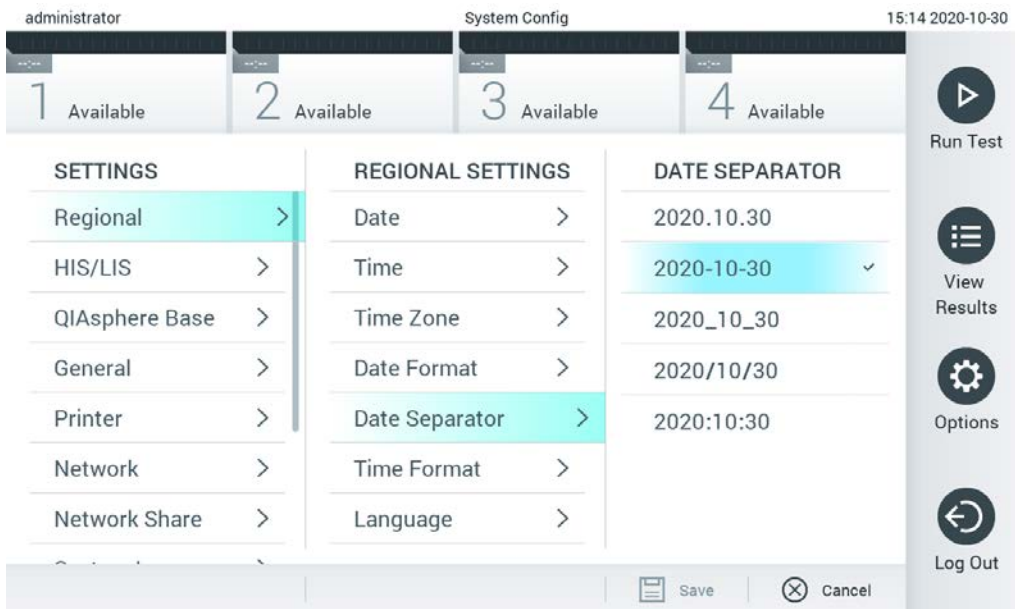 administrator System Config 15:14 2020-10-30
--:-- --:-- --:-- --:--
1 Available 2 Available 3 Available 4 Available
Run Test
SETTINGS REGIONAL SETTINGS DATE SEPARATOR
Regional Date 2020.10.30
HIS/LIS Time 2020-10-30
View
Results
QIAsphere Base Time Zone 2020_10_30
General Date Format 2020/10/30
Printer Date Separator 2020:10:30
Options
Network Time Format
Network Share Language
Log Out
Save Cancel